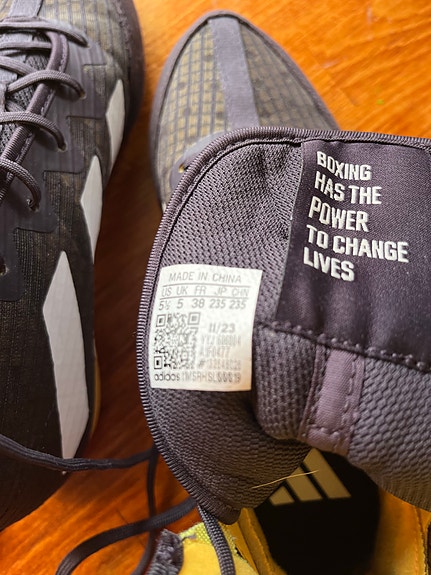 BOXING
HAS THE
POWER
TO CHANGE
LIVES
MADE IN CHINA
US UK FR JP CHN
5½ 5 38 235 235
11/23
adidas